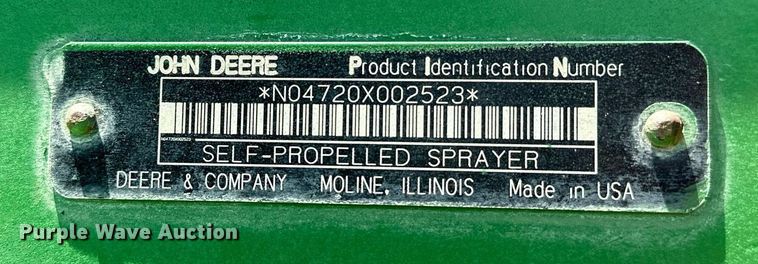 JOHN DEERE Product Identification Number
*N04720X002523*
N04720X002523
SELF-PROPELLED SPRAYER
DEERE & COMPANY MOLINE, ILLINOIS Made in USA
Purple Wave Auction